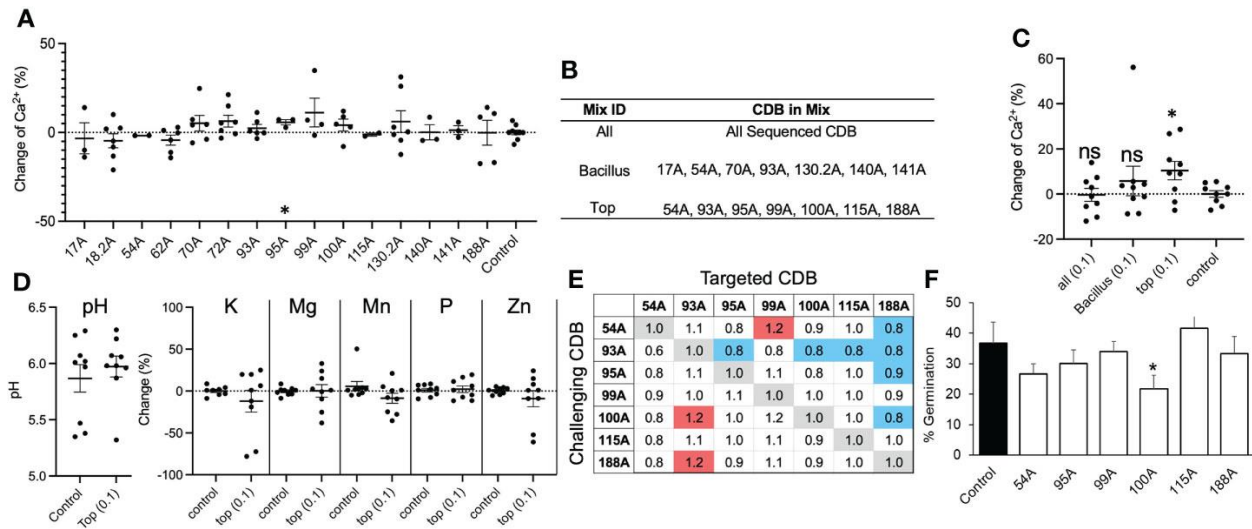 A
Change of Ca²⁺ (%)
50
0
-50
*
17A
18.2A
54A
62A
70A
72A
93A
95A
99A
100A
115A
130.2A
140A
141A
188A
Control
B
Mix ID CDB in Mix
All All Sequenced CDB
Bacillus 17A, 54A, 70A, 93A, 130.2A, 140A, 141A
Top 54A, 93A, 95A, 99A, 100A, 115A, 188A
C
Change of Ca²⁺ (%)
60
40
20
0
-20
ns
ns
*
all (0.1)
Bacillus (0.1)
top (0.1)
control
D
pH
pH
6.5
6.0
5.5
5.0
Control
Top (0.1)
Change (%)
100
50
0
-50
-100
K Mg Mn P Zn
control
top (0.1)
control
top (0.1)
control
top (0.1)
control
top (0.1)
control
top (0.1)
E
Targeted CDB
Challenging CDB
54A 93A 95A 99A 100A 115A 188A
54A 1.0 1.1 0.8 1.2 0.9 1.0 0.8
93A 0.6 1.0 0.8 0.8 0.8 0.8 0.8
95A 0.8 1.1 1.0 1.1 1.0 1.0 0.9
99A 0.9 1.0 1.1 1.0 1.0 1.0 0.9
100A 0.8 1.2 1.0 1.2 1.0 1.0 0.8
115A 0.8 1.1 1.0 1.1 0.9 1.0 1.0
188A 0.8 1.2 0.9 1.1 0.9 1.0 1.0
F
% Germination
50
40
30
20
10
0
*
Control
54A
95A
99A
100A
115A
188A